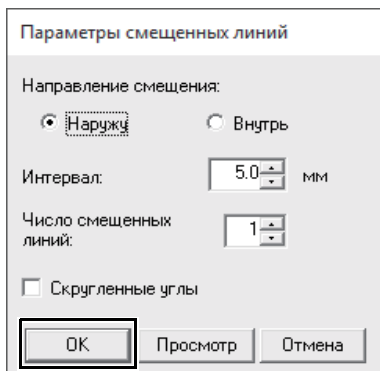 Параметры смещенных линий
Направление смещения:
Наружу Внутрь
Интервал: 5.0 мм
Число смещенных
линий: 1
Скругленные углы
OK Просмотр Отмена